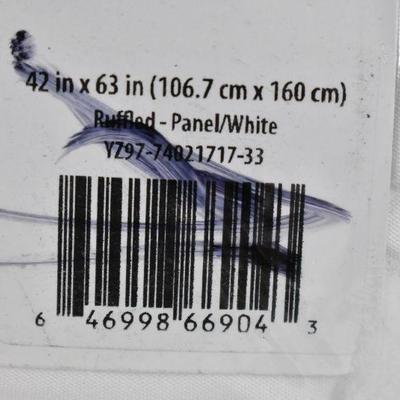 42 in x 63 in (106.7 cm x 160 cm)
Ruffled - Panel/White
YZ97-74021717-33
6 46998 66904 3